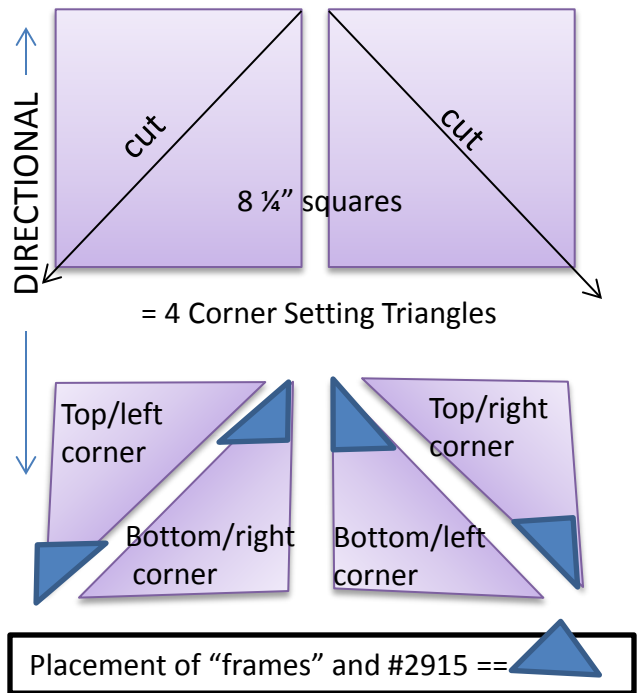 DIRECTIONAL
cut
cut
8 ¼” squares
= 4 Corner Setting Triangles
Top/left
corner
Top/right
corner
Bottom/right
corner
Bottom/left
corner
Placement of “frames” and #2915 ==